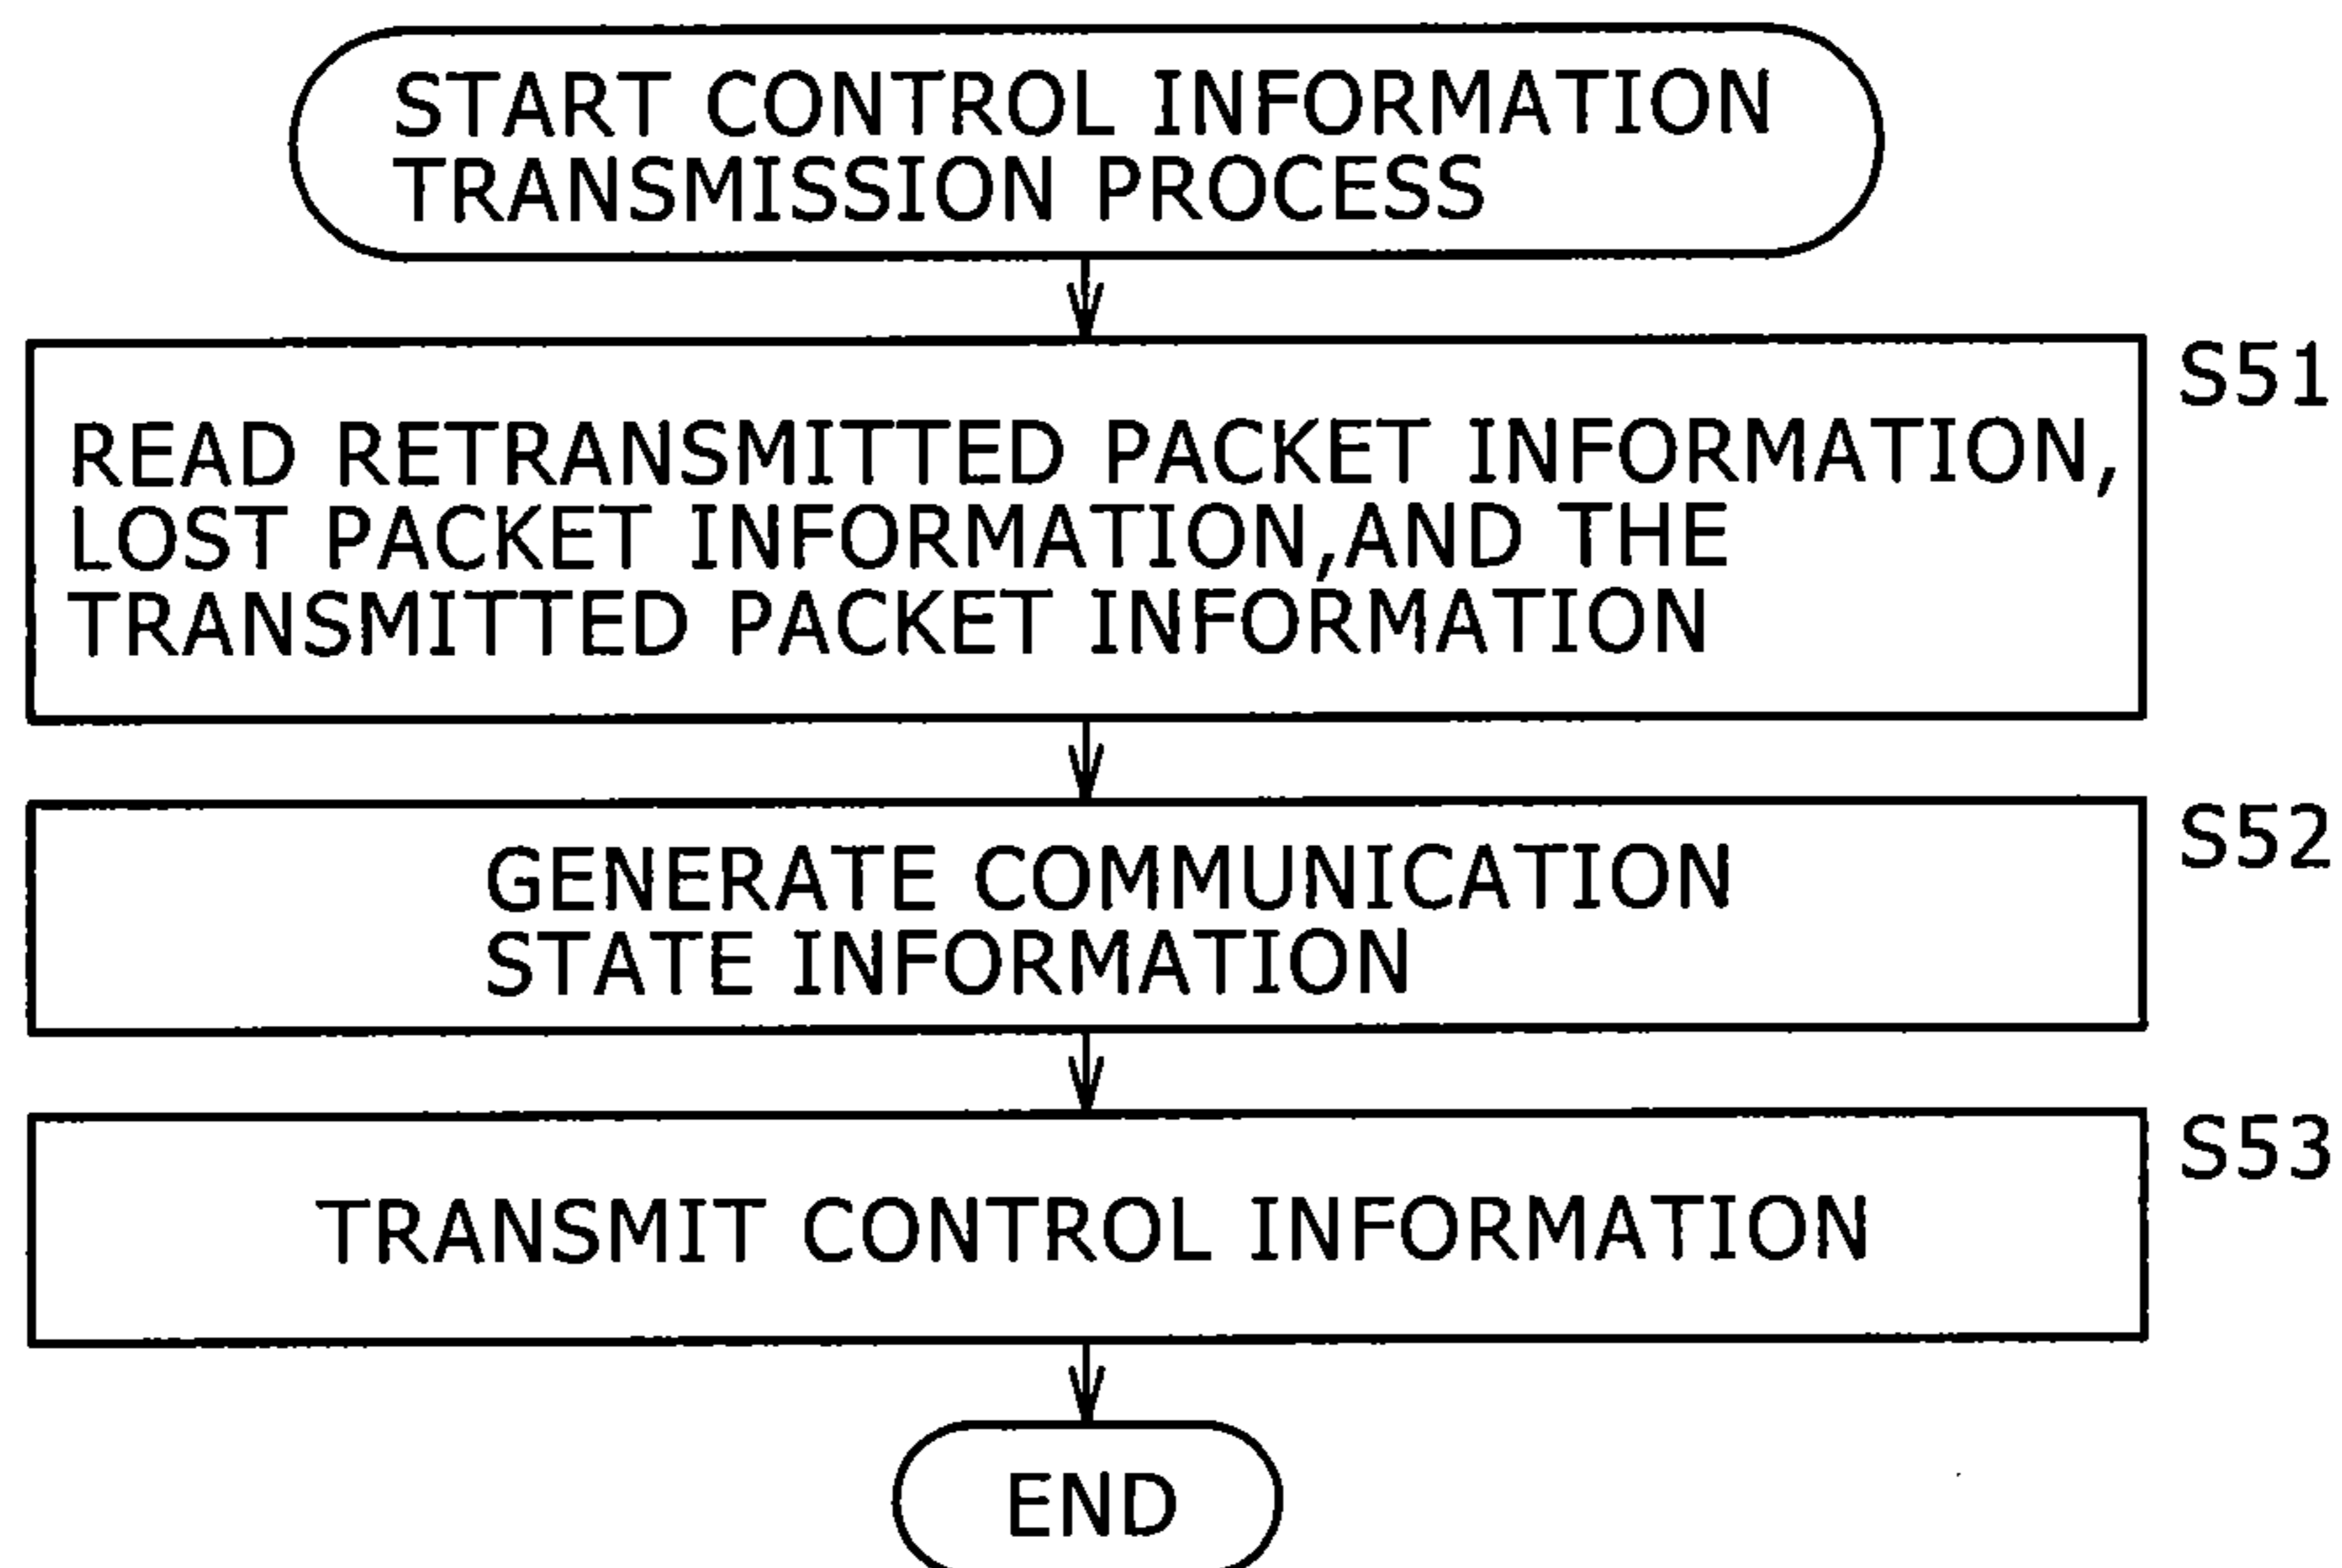 START CONTROL INFORMATION
TRANSMISSION PROCESS
S51
READ RETRANSMITTED PACKET INFORMATION,
LOST PACKET INFORMATION,AND THE
TRANSMITTED PACKET INFORMATION
S52
GENERATE COMMUNICATION
STATE INFORMATION
S53
TRANSMIT CONTROL INFORMATION
END